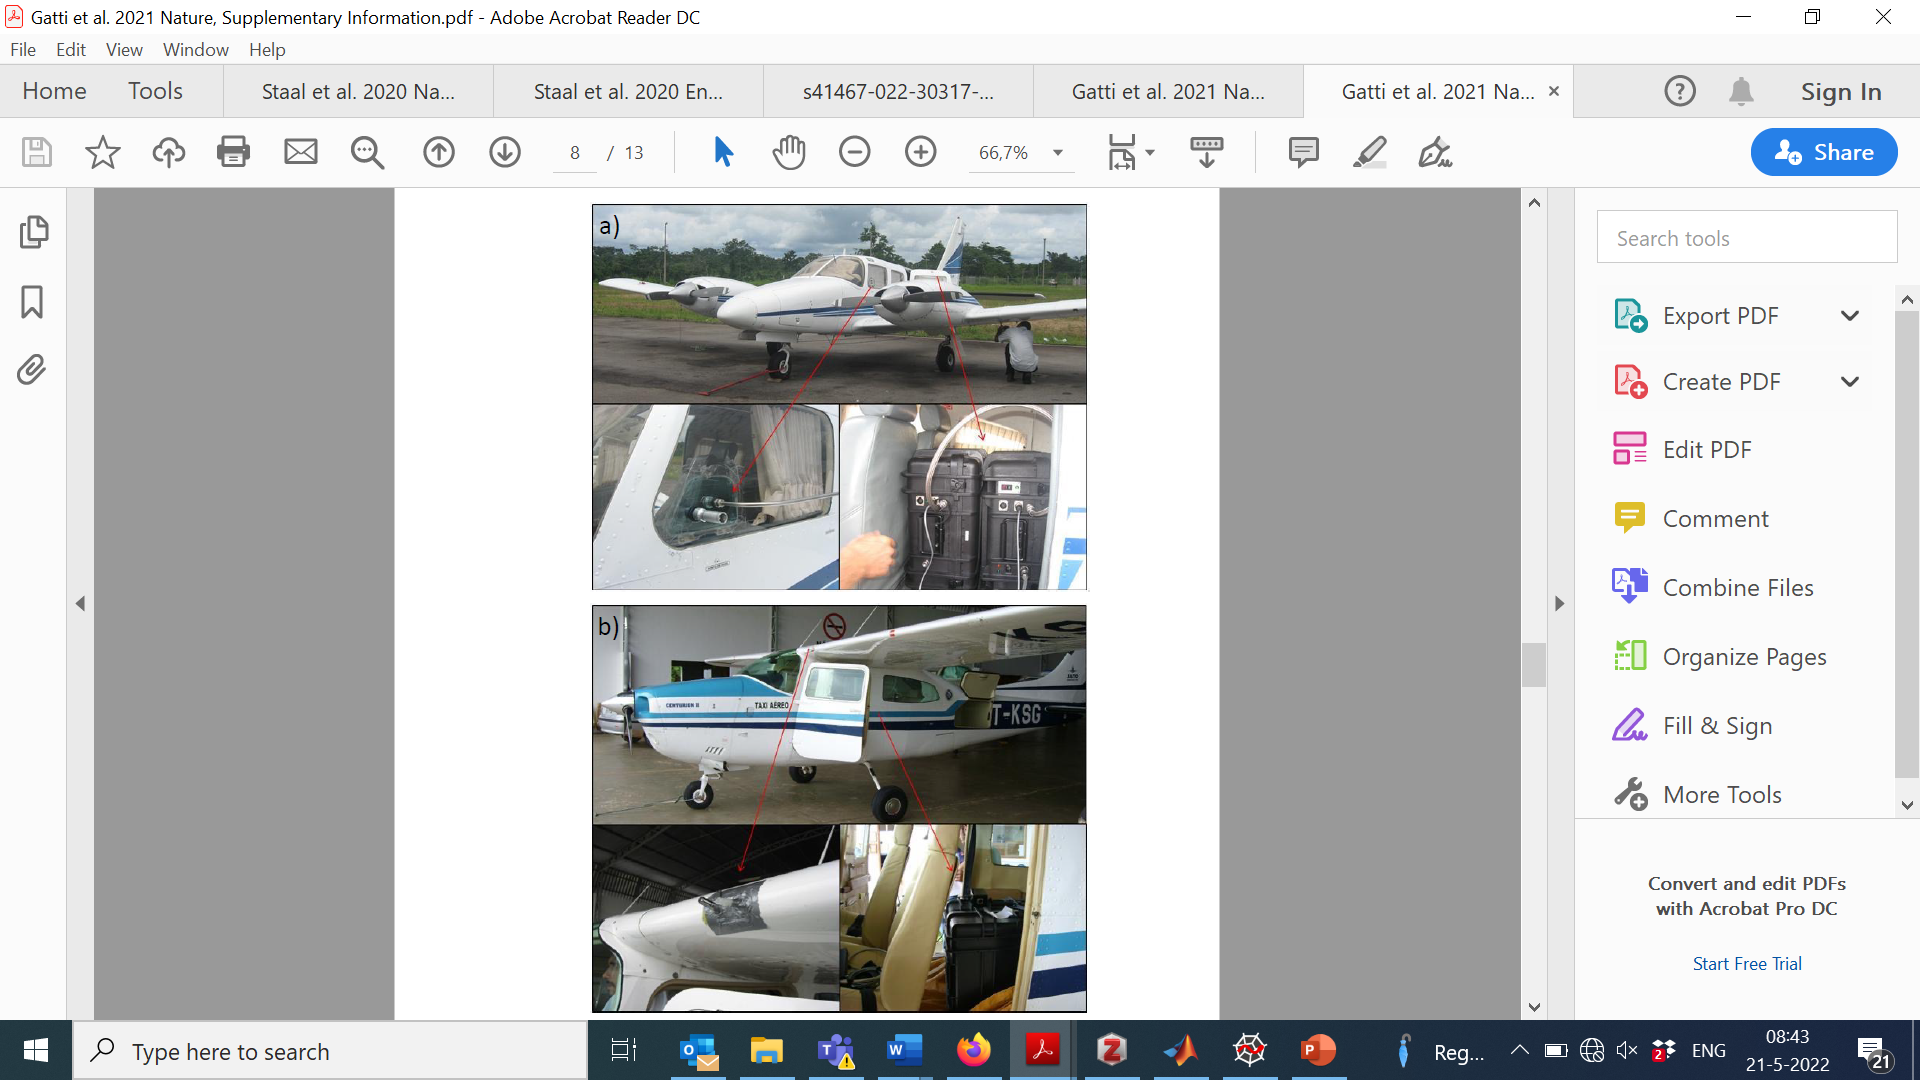 Gatti et al. 2021 Nature, Supplementary Information.pdf - Adobe Acrobat Reader DC
File Edit View Window Help
Home Tools Staal et al. 2020 Na... Staal et al. 2020 En... s41467-022-30317-... Gatti et al. 2021 Na... Gatti et al. 2021 Na... × Sign In
8 / 13 66,7% Share
a)
b)
CENTURION II
TAXI AÉREO
T-KSG
Search tools
Export PDF
Create PDF
Edit PDF
Comment
Combine Files
Organize Pages
Fill & Sign
More Tools
Convert and edit PDFs
with Acrobat Pro DC
Start Free Trial
Type here to search
Reg...
2
ENG
08:43
21-5-2022
21